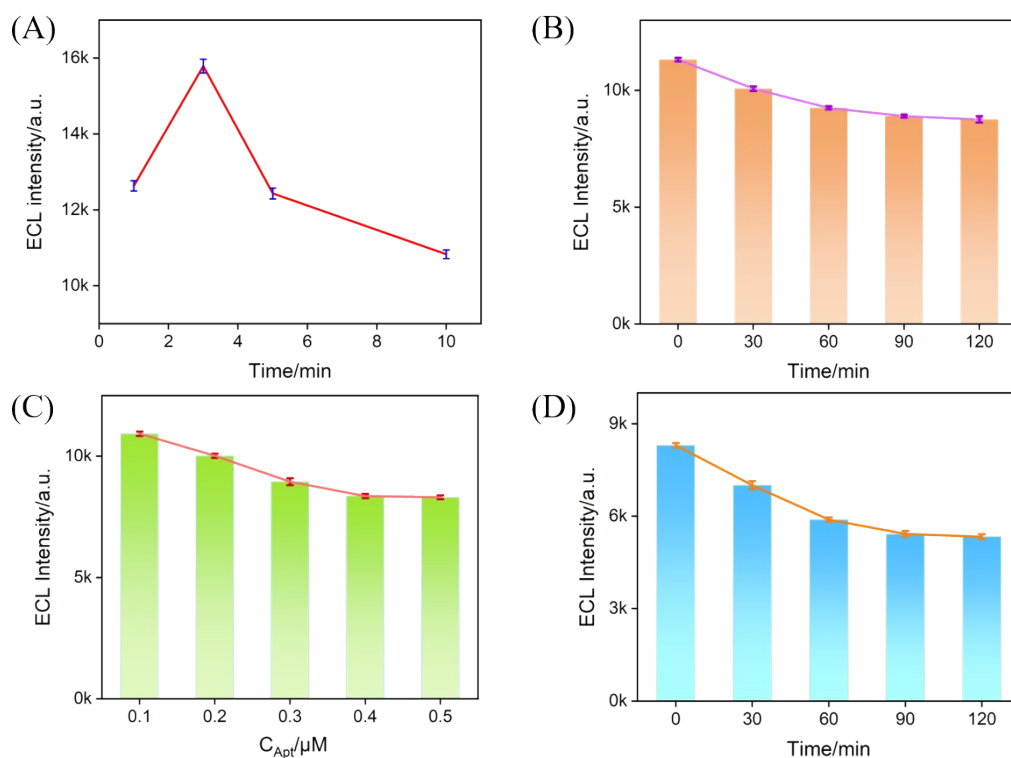 (A)
16k
14k
12k
10k
ECL intensity/a.u.
0 2 4 6 8 10
Time/min
(B)
10k
5k
0k
ECL Intensity/a.u.
0 30 60 90 120
Time/min
(C)
10k
5k
0k
ECL Intensity/a.u.
0.1 0.2 0.3 0.4 0.5
C_Apt/µM
(D)
9k
6k
3k
0k
ECL Intensity/a.u.
0 30 60 90 120
Time/min